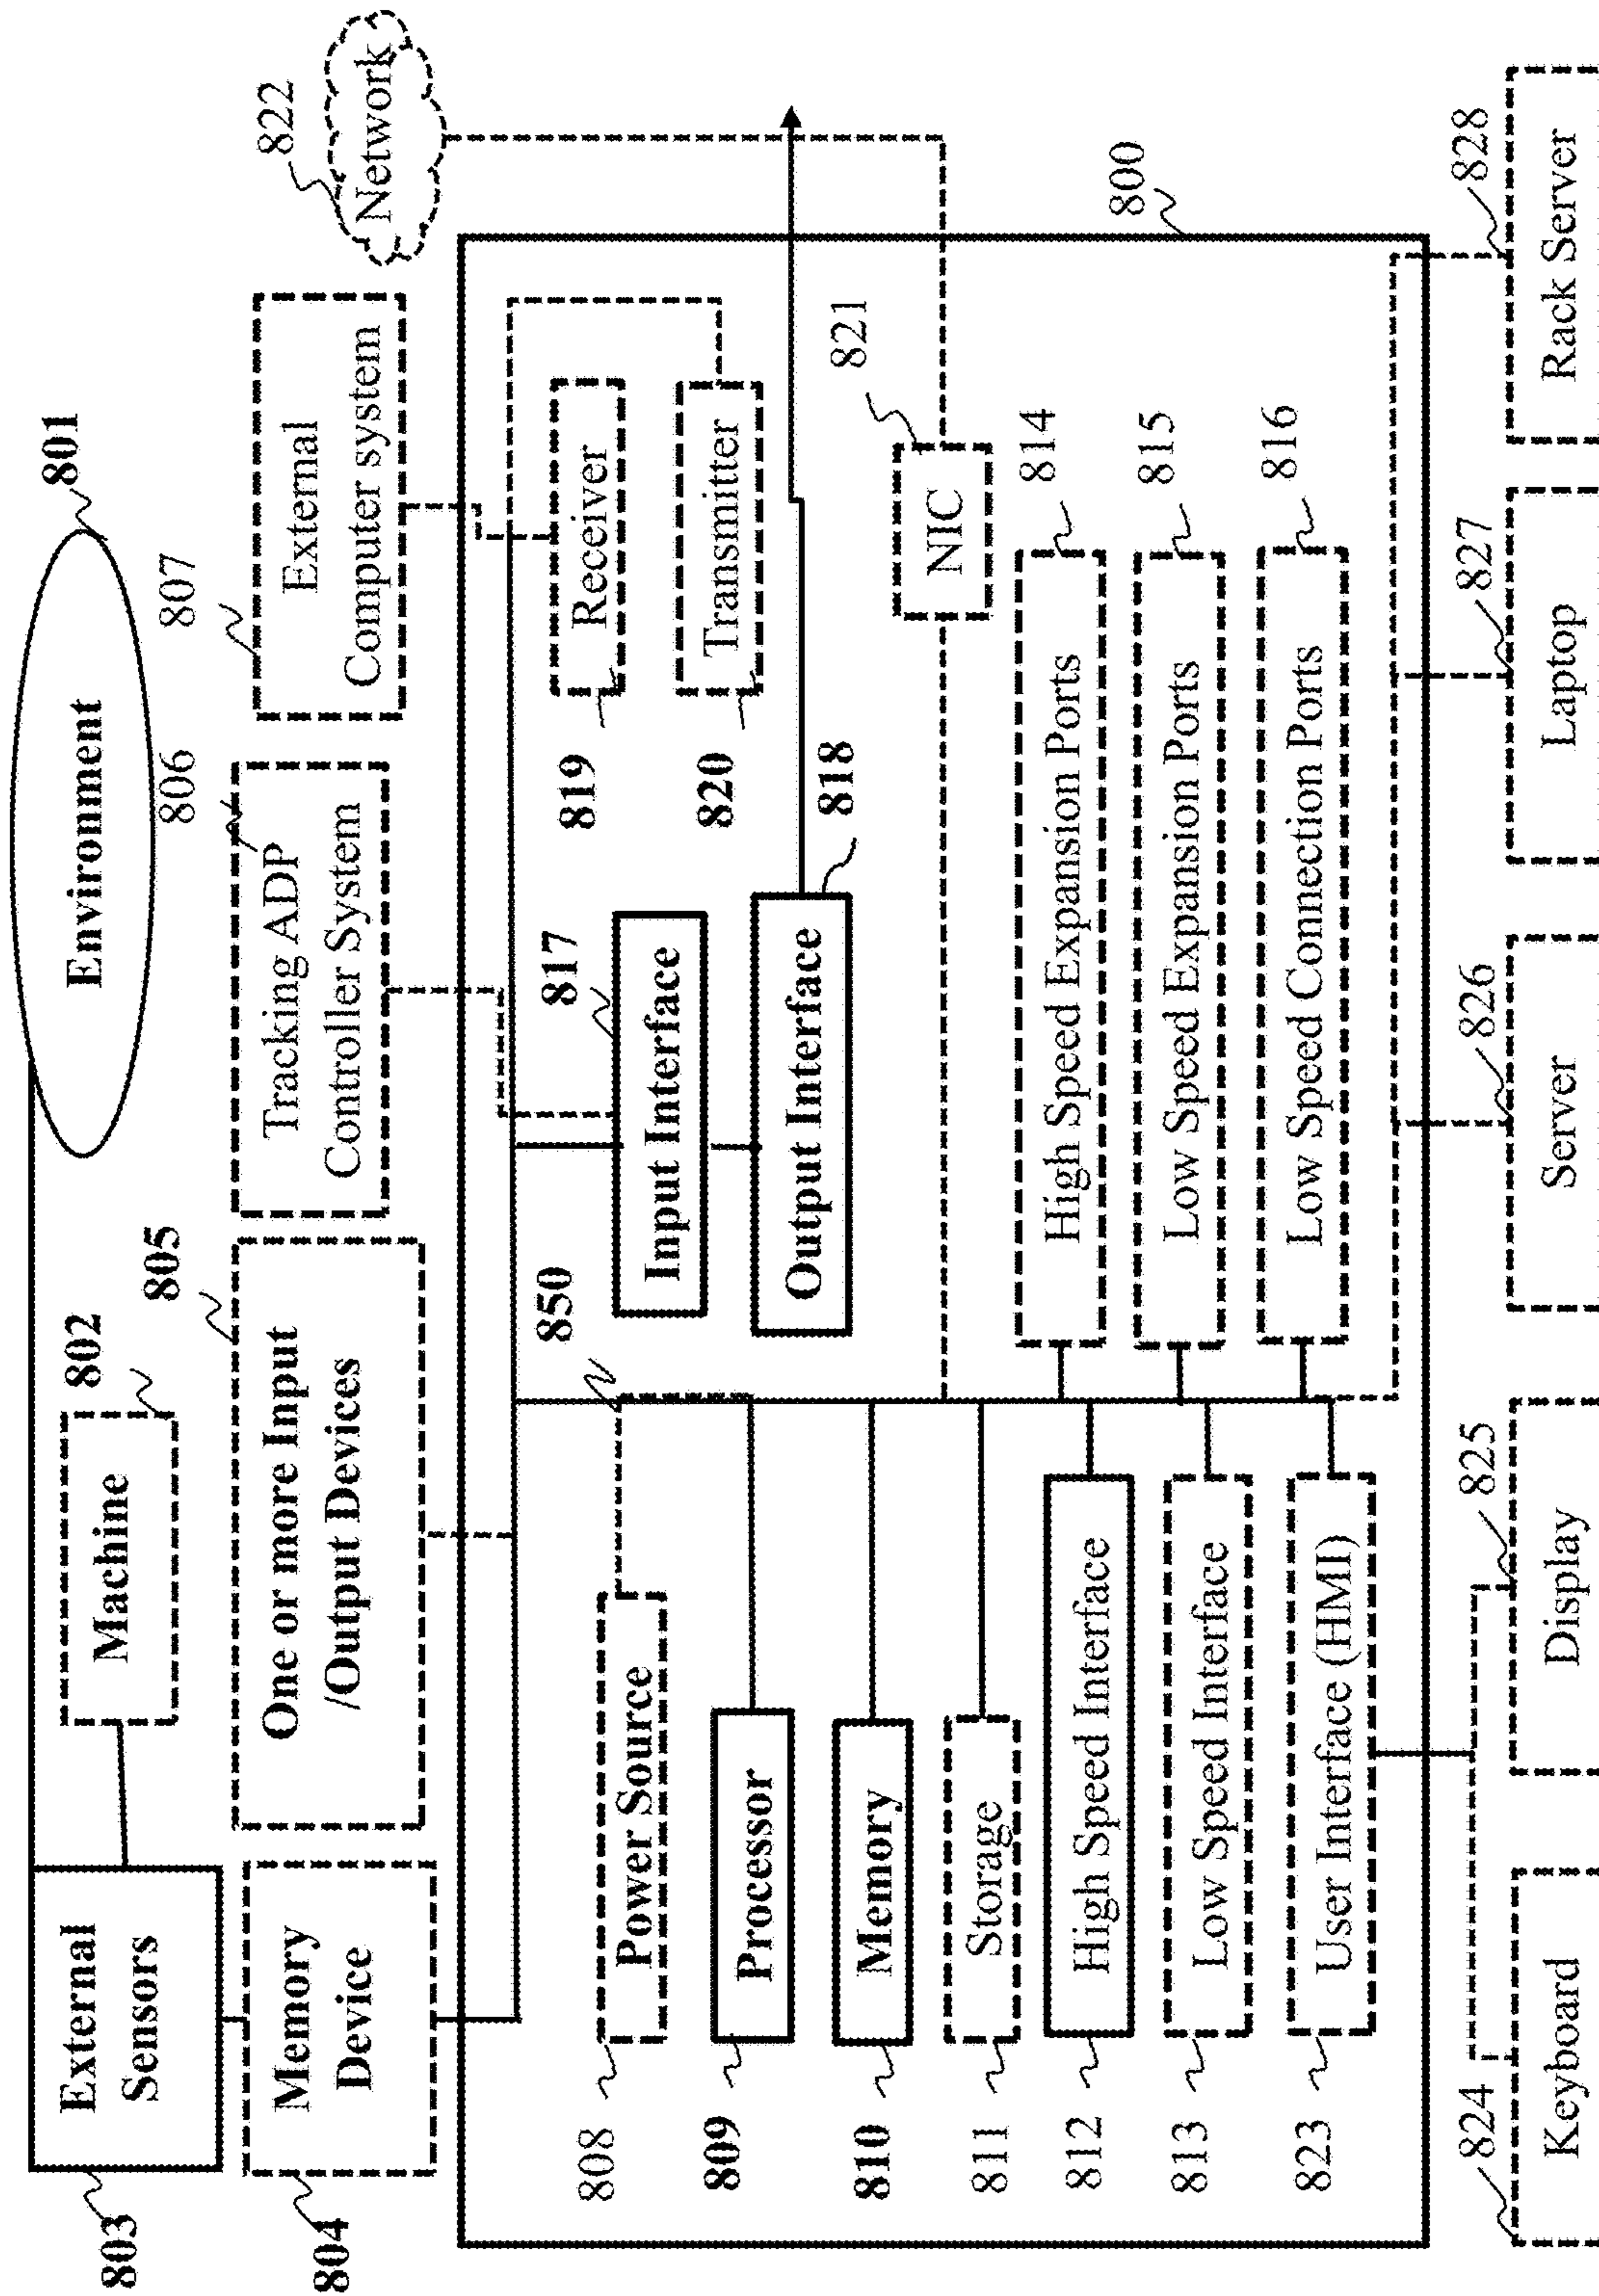 801
Environment
802
Machine
803
External
Sensors
804
Memory
Device
805
One or more Input
/Output Devices
806
Tracking ADP
Controller System
807
External
Computer system
822
Network
808
Power Source
809
Processor
810
Memory
811
Storage
812
High Speed Interface
813
Low Speed Interface
823
User Interface (HMI)
850
817
Input Interface
Output Interface
818
819
Receiver
820
Transmitter
821
NIC
High Speed Expansion Ports
814
Low Speed Expansion Ports
815
Low Speed Connection Ports
816
800
824
Keyboard
825
Display
826
Server
827
Laptop
828
Rack Server